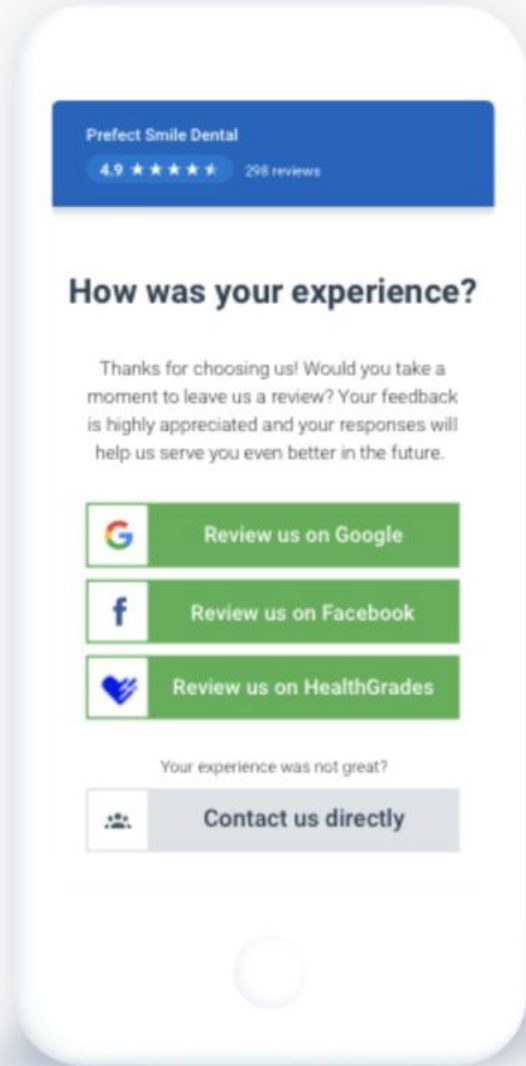 Prefect Smile Dental
4.9 ★★★★⯨ 298 reviews
How was your experience?
Thanks for choosing us! Would you take a
moment to leave us a review? Your feedback
is highly appreciated and your responses will
help us serve you even better in the future.
Review us on Google
Review us on Facebook
Review us on HealthGrades
Your experience was not great?
Contact us directly